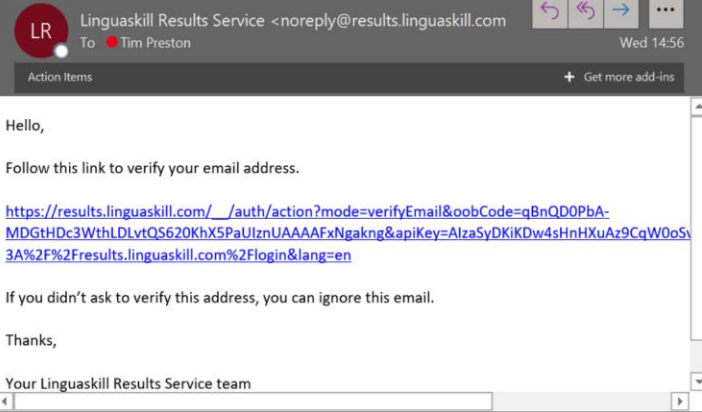 LR
Linguaskill Results Service <noreply@results.linguaskill.com
To Tim Preston
Wed 14:56
Action Items
+ Get more add-ins
Hello,
Follow this link to verify your email address.
https://results.linguaskill.com/__/auth/action?mode=verifyEmail&oobCode=qBnQD0PbA-
MDGtHDc3WthLDLvtQS620KhX5PaUIznUAAAAFxNgakng&apiKey=AIzaSyDKiKDw4sHnHXuAz9CqW0oSv
3A%2F%2Fresults.linguaskill.com%2Flogin&lang=en
If you didn’t ask to verify this address, you can ignore this email.
Thanks,
Your Linguaskill Results Service team